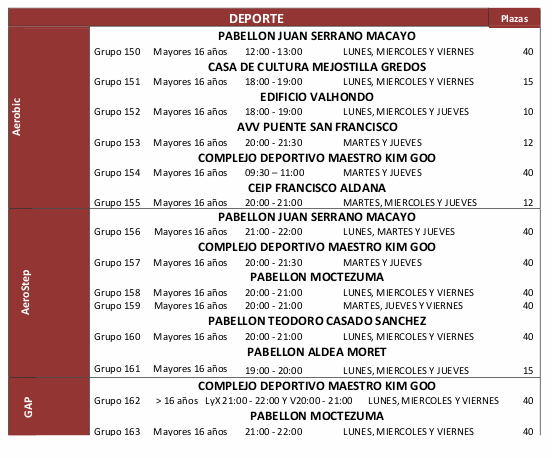 DEPORTE Plazas
Aerobic
PABELLON JUAN SERRANO MACAYO
Grupo 150 Mayores 16 años 12:00 - 13:00 LUNES, MIERCOLES Y VIERNES 40
CASA DE CULTURA MEJOSTILLA GREDOS
Grupo 151 Mayores 16 años 18:00 - 19:00 LUNES, MIERCOLES Y VIERNES 15
EDIFICIO VALHONDO
Grupo 152 Mayores 16 años 18:00 - 19:00 LUNES, MIERCOLES Y JUEVES 10
AVV PUENTE SAN FRANCISCO
Grupo 153 Mayores 16 años 20:00 - 21:30 MARTES Y JUEVES 12
COMPLEJO DEPORTIVO MAESTRO KIM GOO
Grupo 154 Mayores 16 años 09:30 – 11:00 MARTES Y JUEVES 40
CEIP FRANCISCO ALDANA
Grupo 155 Mayores 16 años 20:00 - 21:00 MARTES, MIERCOLES Y JUEVES 12
AeroStep
PABELLON JUAN SERRANO MACAYO
Grupo 156 Mayores 16 años 21:00 - 22:00 LUNES, MARTES Y JUEVES 40
COMPLEJO DEPORTIVO MAESTRO KIM GOO
Grupo 157 Mayores 16 años 20:00 - 21:30 MARTES Y JUEVES 40
PABELLON MOCTEZUMA
Grupo 158 Mayores 16 años 20:00 - 21:00 LUNES, MIERCOLES Y VIERNES 40
Grupo 159 Mayores 16 años 20:00 - 21:00 MARTES, JUEVES Y VIERNES 40
PABELLON TEODORO CASADO SANCHEZ
Grupo 160 Mayores 16 años 20:00 - 21:00 LUNES, MIERCOLES Y VIERNES 40
PABELLON ALDEA MORET
Grupo 161 Mayores 16 años 19:00 - 20:00 LUNES, MIERCOLES Y JUEVES 15
GAP
COMPLEJO DEPORTIVO MAESTRO KIM GOO
Grupo 162 > 16 años LyX 21:00 - 22:00 Y V20:00 - 21:00 LUNES, MIERCOLES Y VIERNES 40
PABELLON MOCTEZUMA
Grupo 163 Mayores 16 años 21:00 - 22:00 LUNES, MIERCOLES Y VIERNES 40